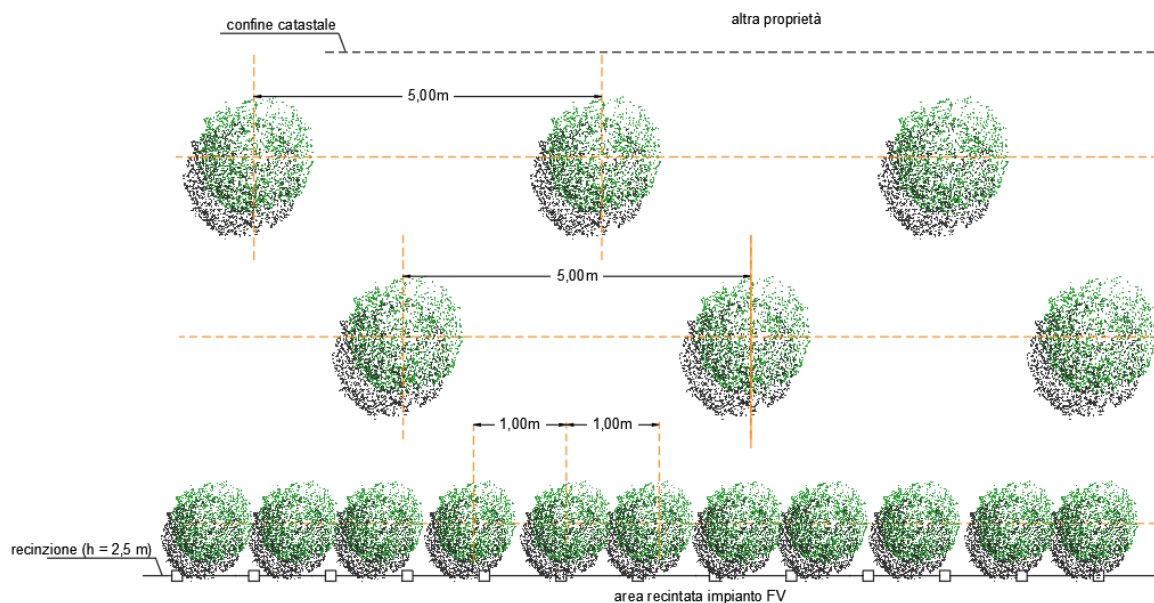 altra proprietà
confine catastale
5,00m
5,00m
1,00m 1,00m
recinzione (h = 2,5 m)
area recintata impianto FV